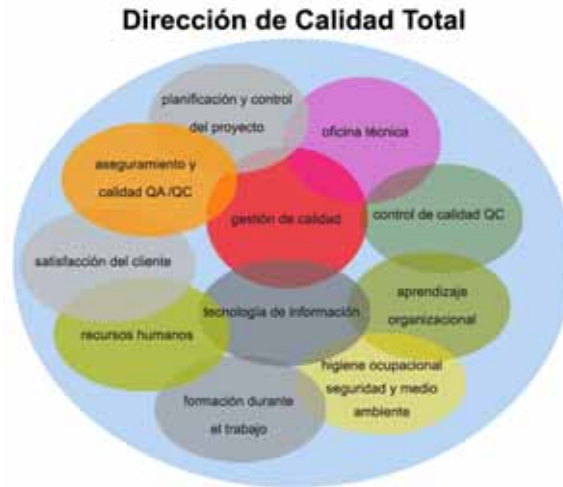 Dirección de Calidad Total
planificación y control
del proyecto
oficina técnica
aseguramiento y
calidad QA /QC
gestión de calidad
control de calidad QC
satisfacción del cliente
aprendizaje
organizacional
tecnología de información
recursos humanos
higiene ocupacional
seguridad y medio
ambiente
formación durante
el trabajo